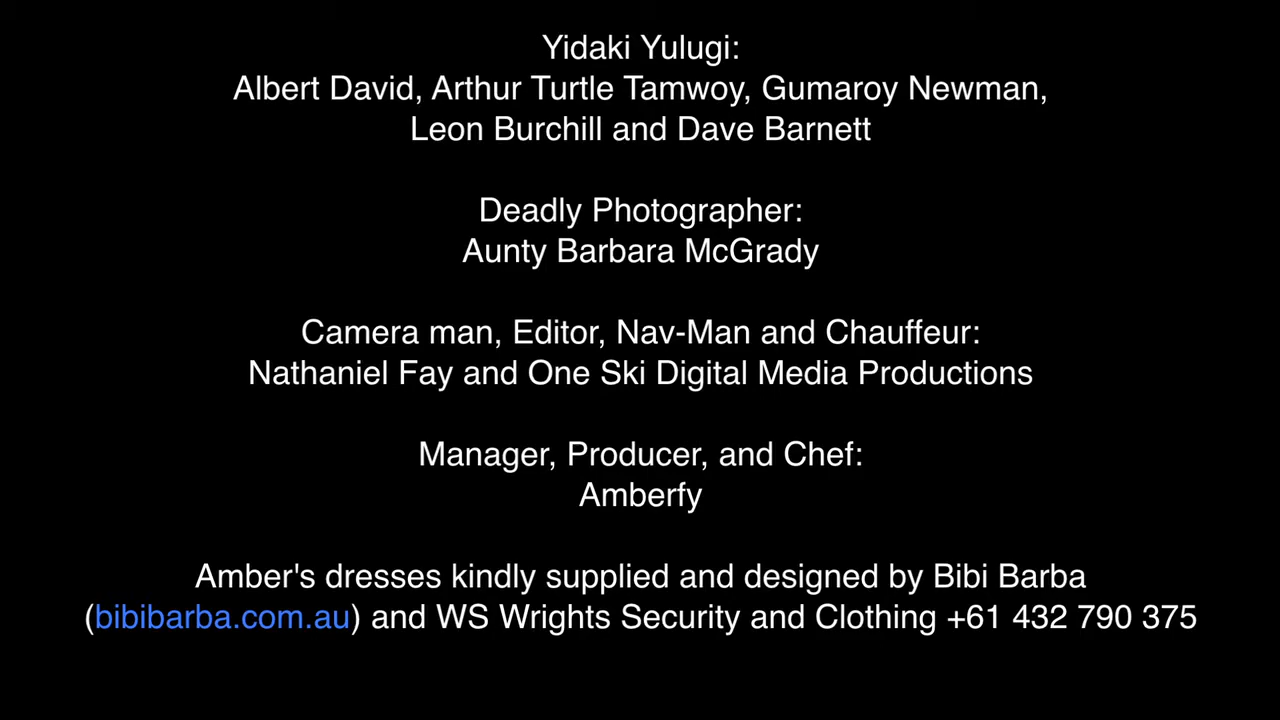 Yidaki Yulugi:
Albert David, Arthur Turtle Tamwoy, Gumaroy Newman,
Leon Burchill and Dave Barnett
Deadly Photographer:
Aunty Barbara McGrady
Camera man, Editor, Nav-Man and Chauffeur:
Nathaniel Fay and One Ski Digital Media Productions
Manager, Producer, and Chef:
Amberfy
Amber's dresses kindly supplied and designed by Bibi Barba
(bibibarba.com.au) and WS Wrights Security and Clothing +61 432 790 375